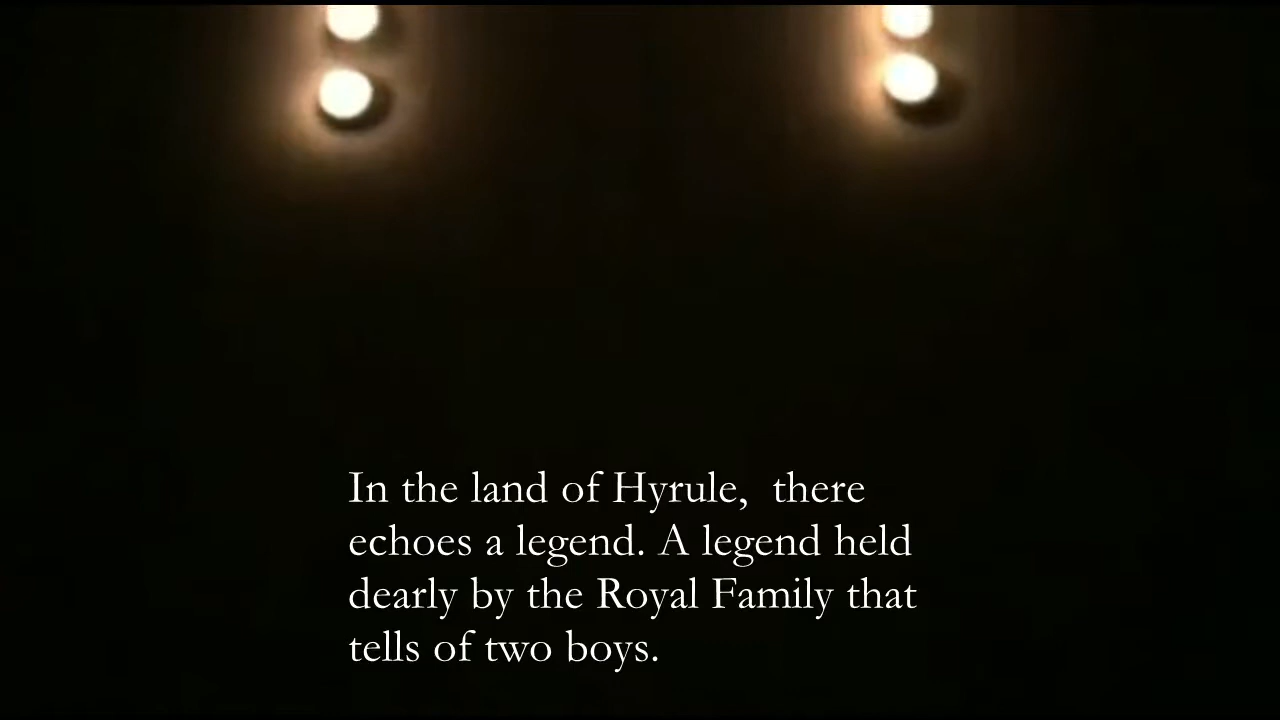 In the land of Hyrule,  there
echoes a legend. A legend held
dearly by the Royal Family that
tells of two boys.